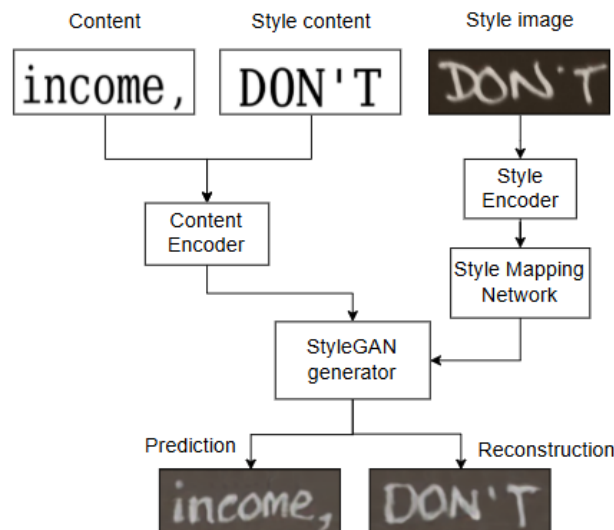 Content
Style content
Style image
income,
DON'T
DON'T
Content
Encoder
Style
Encoder
Style Mapping
Network
StyleGAN
generator
Prediction
Reconstruction
income,
DON'T